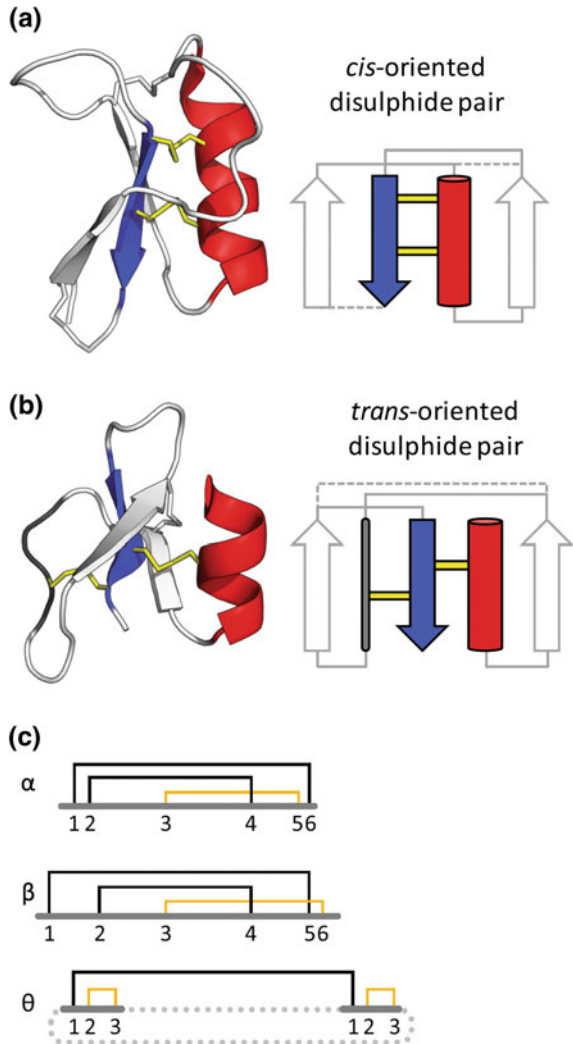 (a)
cis-oriented
disulphide pair
(b)
trans-oriented
disulphide pair
(c)
α
1 2 3 4 56
β
1 2 3 4 56
θ
1 2 3 1 2 3